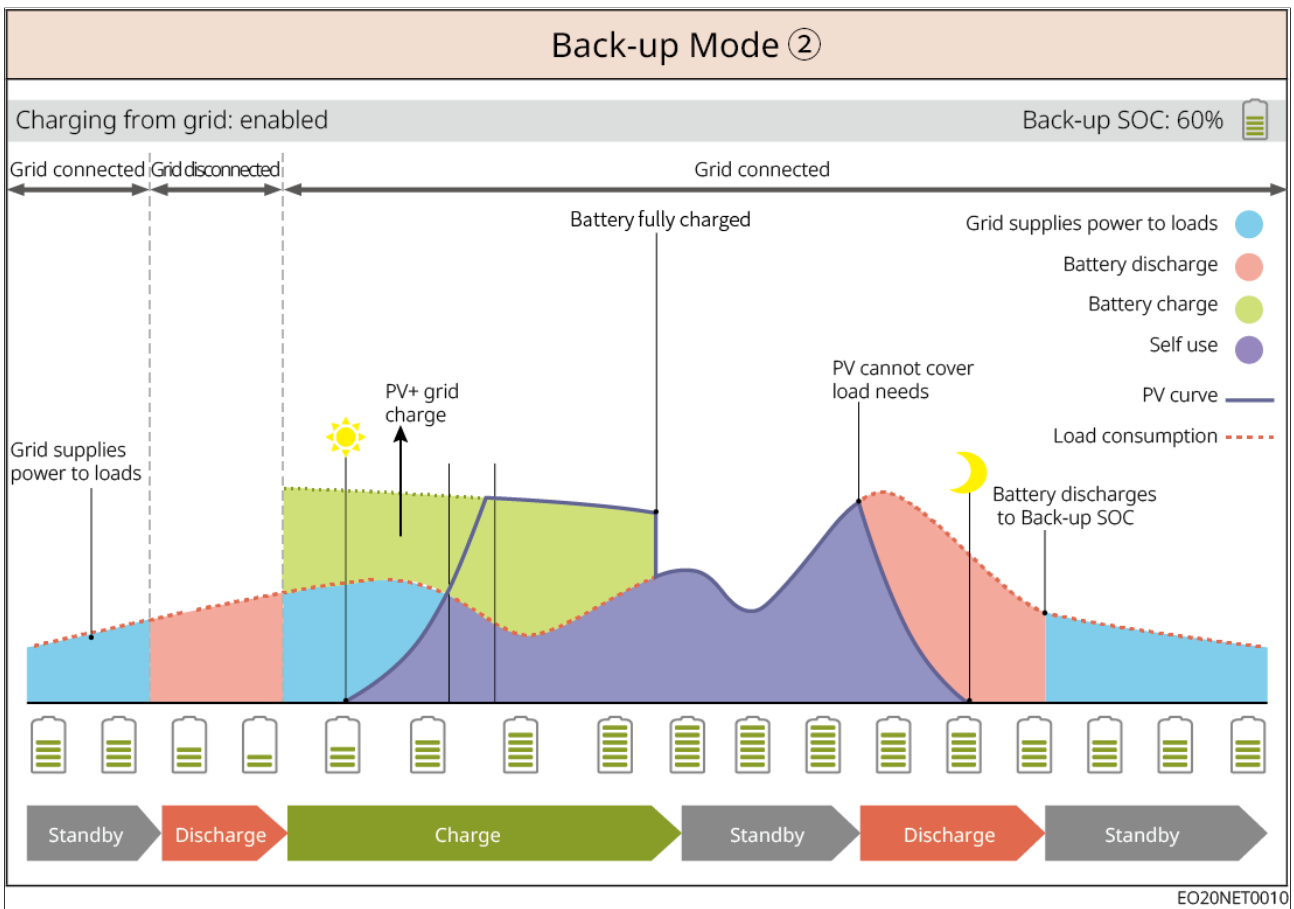 Back-up Mode ②
Charging from grid: enabled
Back-up SOC: 60%
Grid connected
Grid disconnected
Grid connected
Battery fully charged
Grid supplies power to loads
Battery discharge
Battery charge
Self use
PV curve
Load consumption
PV cannot cover
load needs
PV+ grid
charge
Grid supplies
power to loads
Battery discharges
to Back-up SOC
Standby
Discharge
Charge
Standby
Discharge
Standby
EO20NET0010